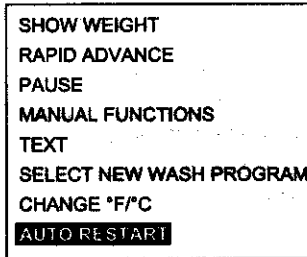 SHOW WEIGHT
RAPID ADVANCE
PAUSE
MANUAL FUNCTIONS
TEXT
SELECT NEW WASH PROGRAM
CHANGE °F/°C
AUTO RESTART